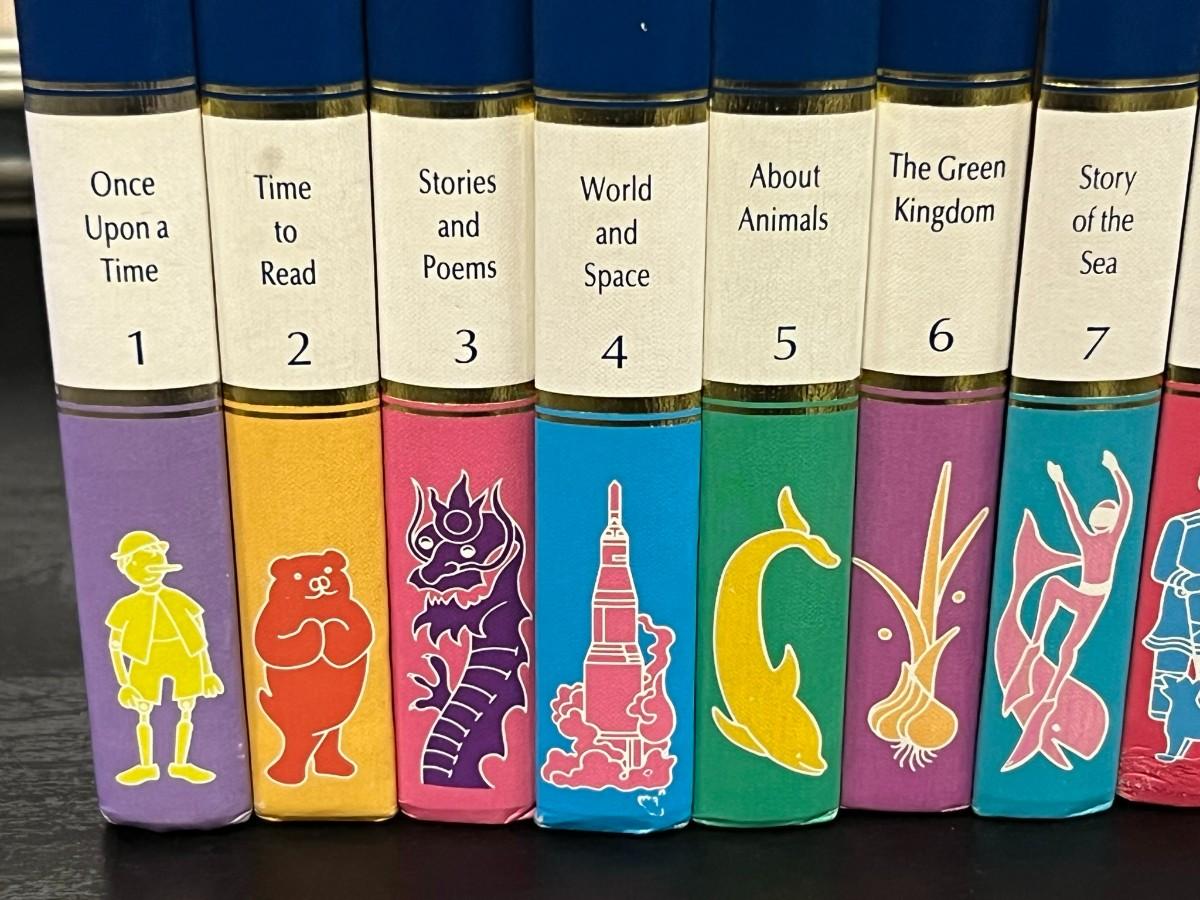 Once
Upon a
Time
1
Time
to
Read
2
Stories
and
Poems
3
World
and
Space
4
About
Animals
5
The Green
Kingdom
6
Story
of the
Sea
7